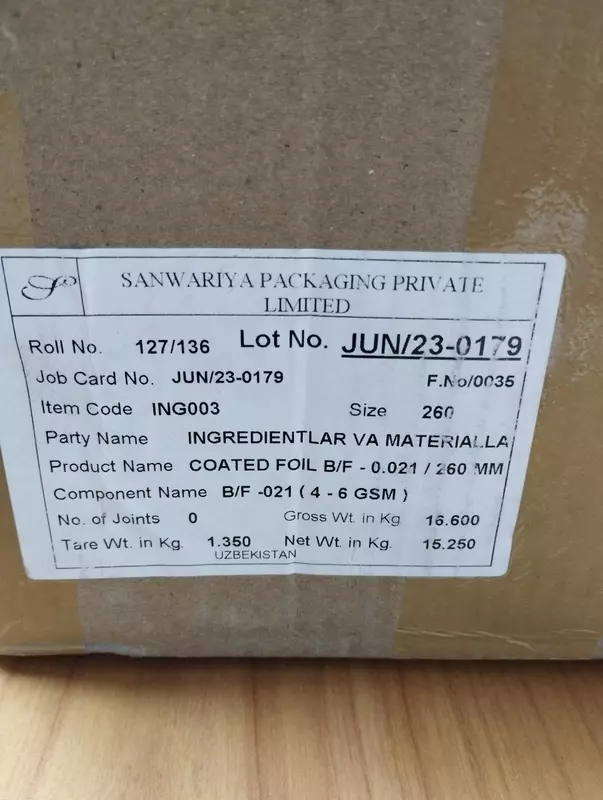 SANWARIYA PACKAGING PRIVATE
LIMITED
Roll No. 127/136 Lot No. JUN/23-0179
Job Card No. JUN/23-0179 F.No/0035
Item Code ING003 Size 260
Party Name INGREDIENTLAR VA MATERIALLA
Product Name COATED FOIL B/F - 0.021 / 260 MM
Component Name B/F -021 ( 4 - 6 GSM )
No. of Joints 0 Gross Wt. in Kg 16.600
Tare Wt. in Kg. 1.350 Net Wt. in Kg. 15.250
UZBEKISTAN